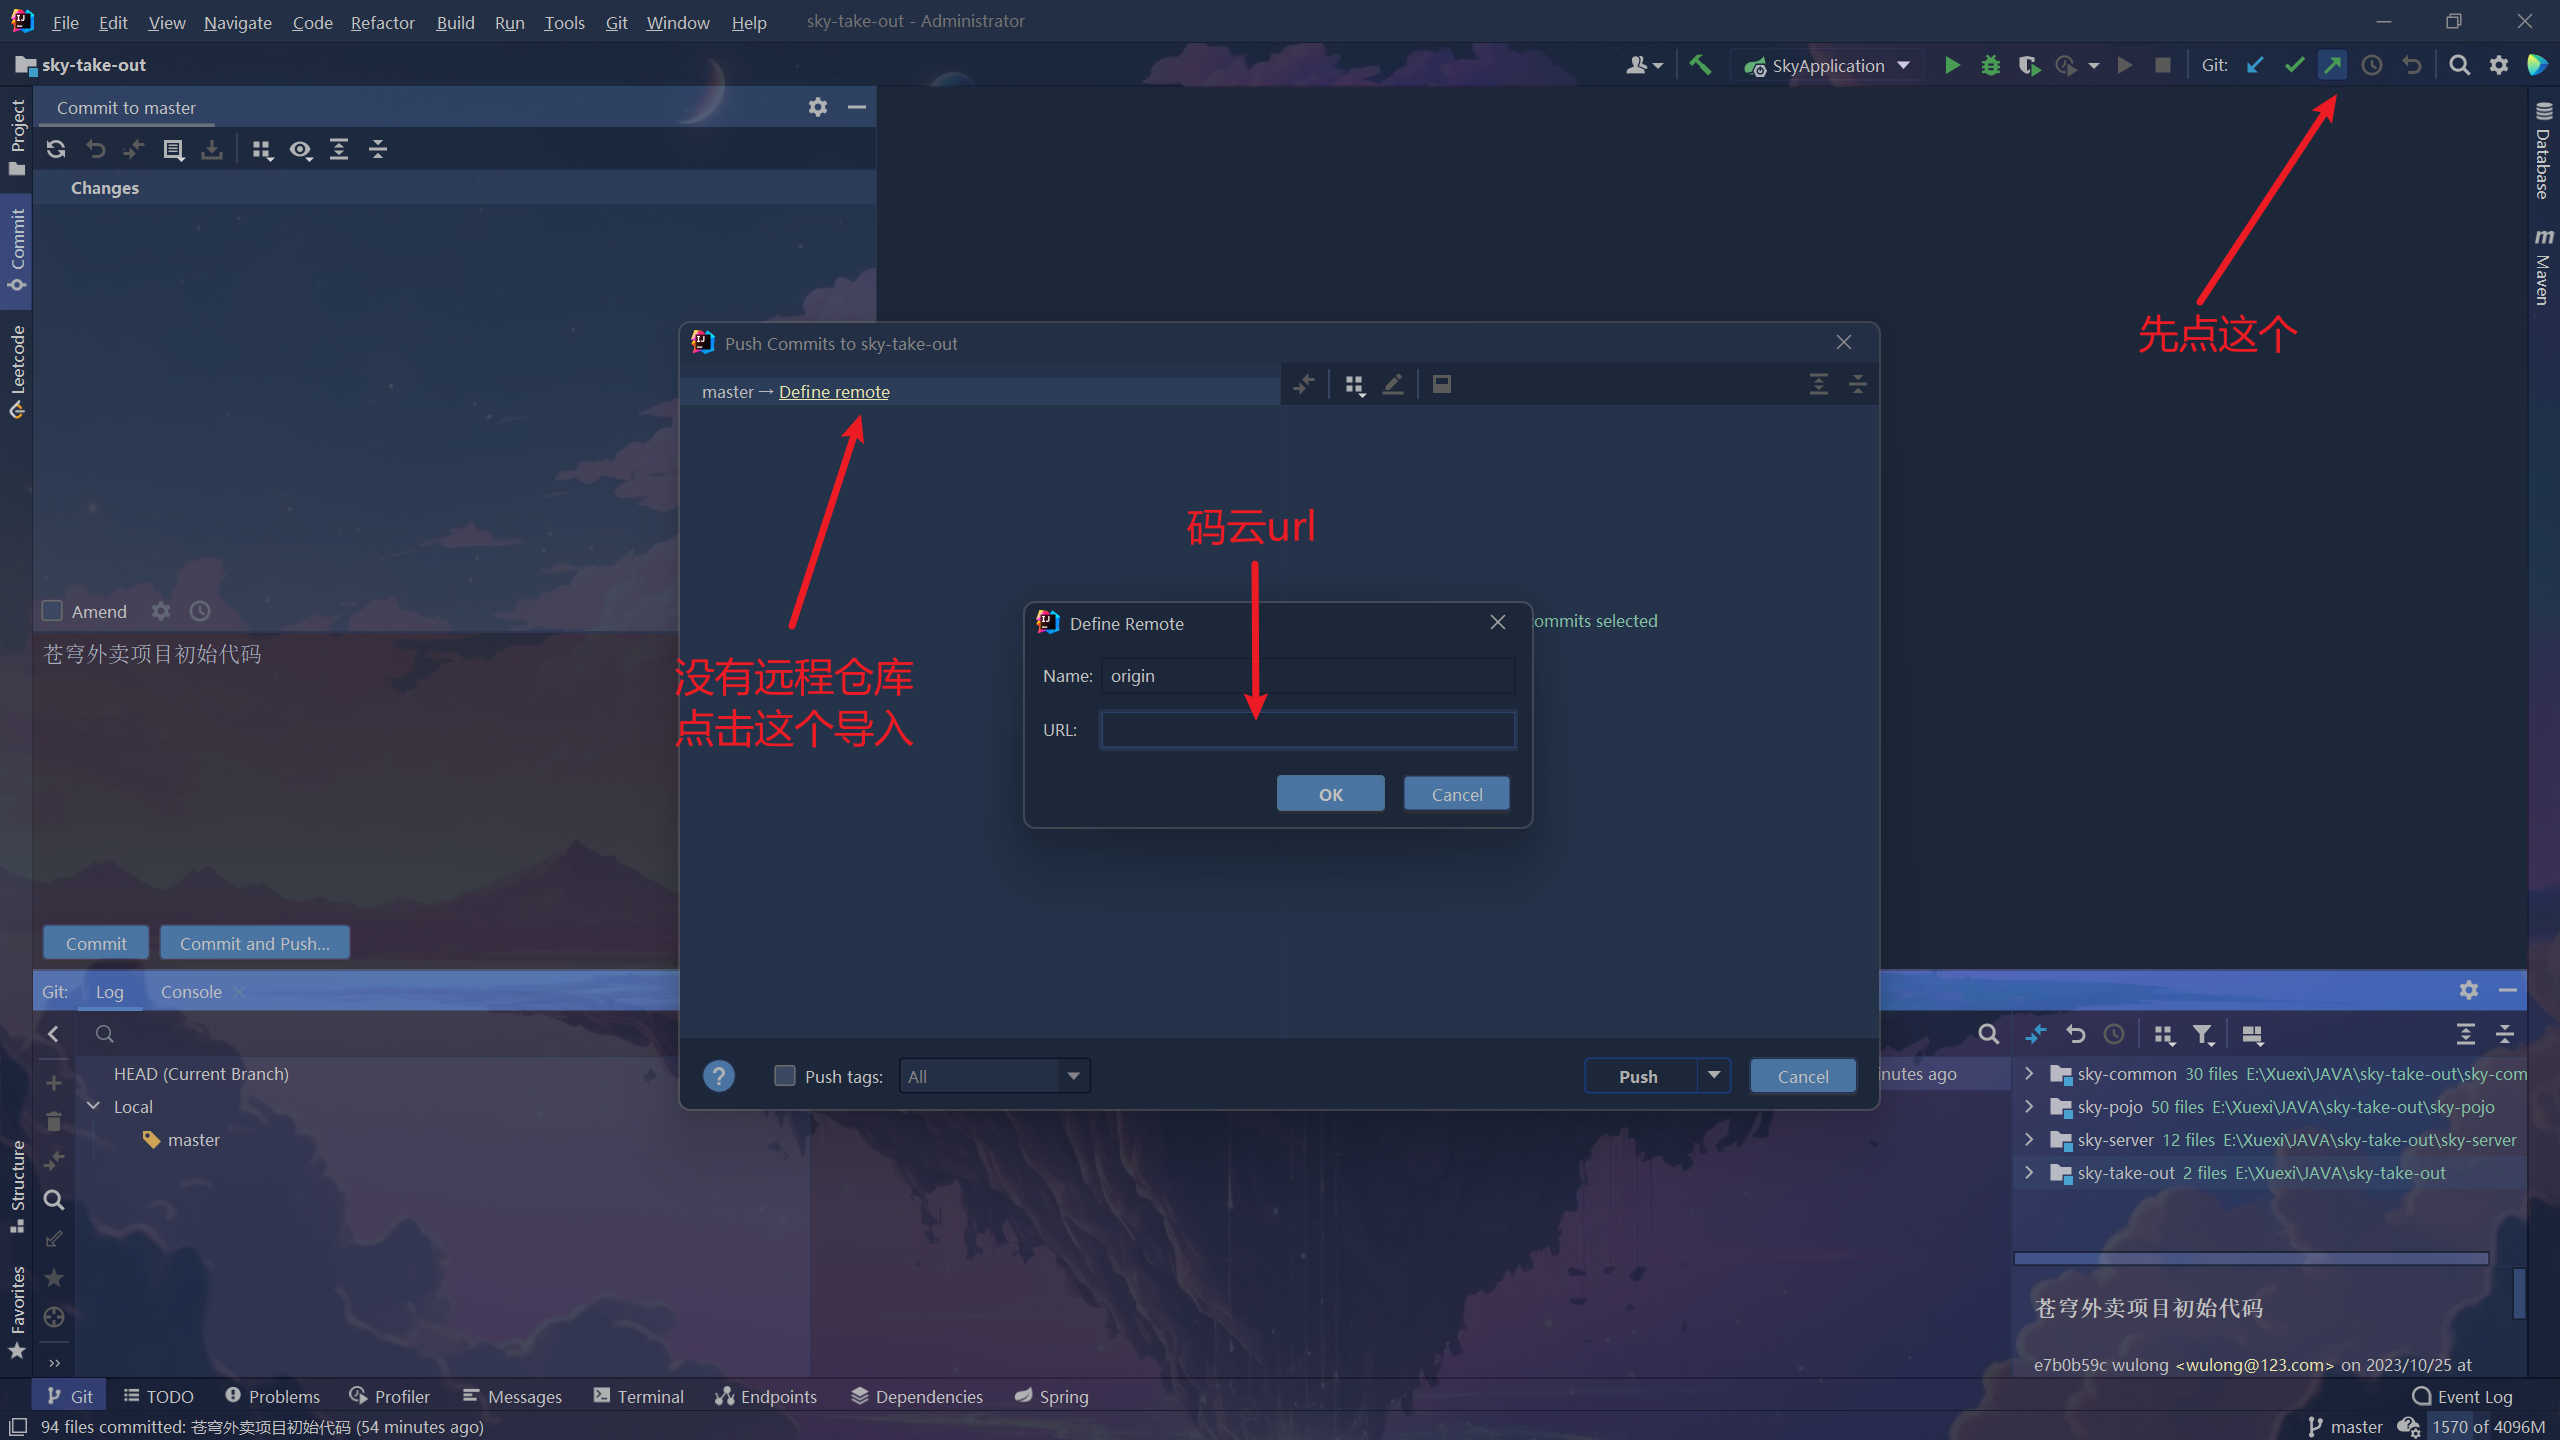 File Edit View Navigate Code Refactor Build Run Tools Git Window Help sky-take-out - Administrator
sky-take-out
SkyApplication
Git:
Project
Commit
Leetcode
Structure
Favorites
Database
Maven
Commit to master
Changes
先点这个
Push Commits to sky-take-out
master → Define remote
码云url
ommits selected
没有远程仓库
点击这个导入
Define Remote
Name: origin
URL:
OK Cancel
Amend
苍穹外卖项目初始代码
Commit Commit and Push...
Push tags: All
Push Cancel
Git: Log Console
HEAD (Current Branch)
Local
master
nutes ago
sky-common 30 files E:\Xuexi\JAVA\sky-take-out\sky-com
sky-pojo 50 files E:\Xuexi\JAVA\sky-take-out\sky-pojo
sky-server 12 files E:\Xuexi\JAVA\sky-take-out\sky-server
sky-take-out 2 files E:\Xuexi\JAVA\sky-take-out
苍穹外卖项目初始代码
e7b0b59c wulong <wulong@123.com> on 2023/10/25 at
Git TODO Problems Profiler Messages Terminal Endpoints Dependencies Spring Event Log
94 files committed: 苍穹外卖项目初始代码 (54 minutes ago) master 1570 of 4096M